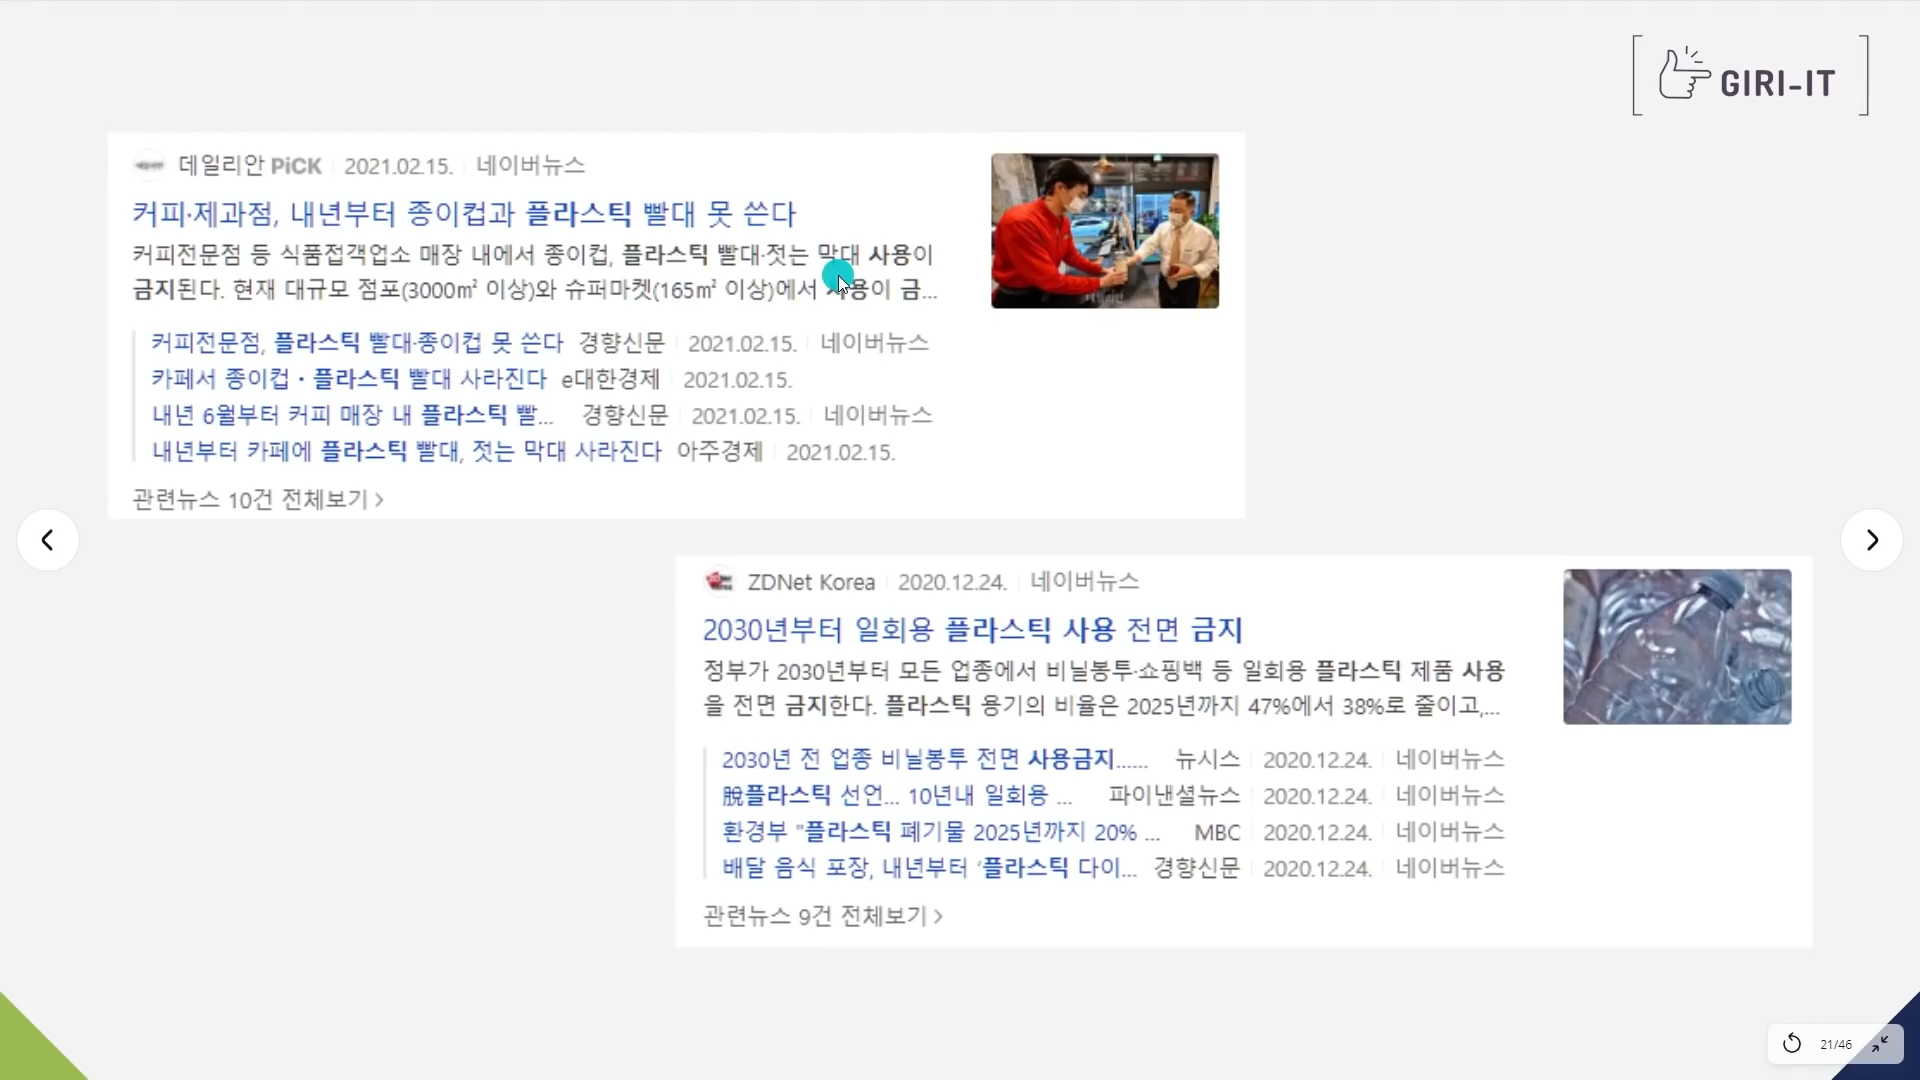 GIRI-IT
데일리안 PiCK 2021.02.15. 네이버뉴스
커피·제과점, 내년부터 종이컵과 플라스틱 빨대 못 쓴다
커피전문점 등 식품접객업소 매장 내에서 종이컵, 플라스틱 빨대·젓는 막대 사용이
금지된다. 현재 대규모 점포(3000㎡ 이상)와 슈퍼마켓(165㎡ 이상)에서 사용이 금...
커피전문점, 플라스틱 빨대·종이컵 못 쓴다 경향신문 2021.02.15. 네이버뉴스
카페서 종이컵·플라스틱 빨대 사라진다 e대한경제 2021.02.15.
내년 6월부터 커피 매장 내 플라스틱 빨... 경향신문 2021.02.15. 네이버뉴스
내년부터 카페에 플라스틱 빨대, 젓는 막대 사라진다 아주경제 2021.02.15.
관련뉴스 10건 전체보기 >
ZDNet Korea 2020.12.24. 네이버뉴스
2030년부터 일회용 플라스틱 사용 전면 금지
정부가 2030년부터 모든 업종에서 비닐봉투·쇼핑백 등 일회용 플라스틱 제품 사용
을 전면 금지한다. 플라스틱 용기의 비율은 2025년까지 47%에서 38%로 줄이고,...
2030년 전 업종 비닐봉투 전면 사용금지...... 뉴시스 2020.12.24. 네이버뉴스
脫플라스틱 선언... 10년내 일회용 ... 파이낸셜뉴스 2020.12.24. 네이버뉴스
환경부 "플라스틱 폐기물 2025년까지 20% ... MBC 2020.12.24. 네이버뉴스
배달 음식 포장, 내년부터 '플라스틱 다이... 경향신문 2020.12.24. 네이버뉴스
관련뉴스 9건 전체보기 >
21/46